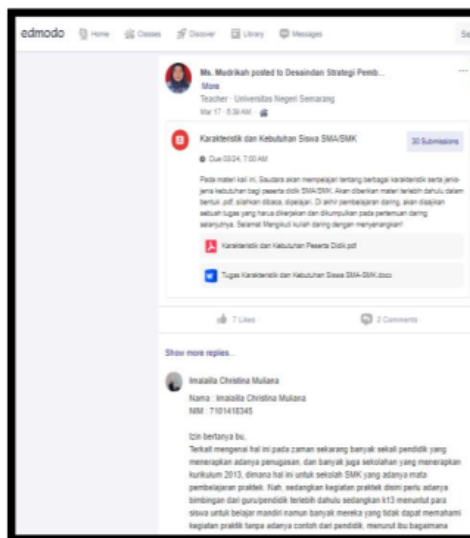 edmodo Home Classes Discover Library Messages Se
Ms. Mudrikah posted to Desaindan Strategi Pemb...
More
Teacher · Universitas Negeri Semarang
Mar 17 · 5:39 AM ·
Karakteristik dan Kebutuhan Siswa SMA/SMK
30 Submissions
Due 03/24, 7:00 AM
Pada materi kali ini, Saudara akan mempelajari tentang berbagai karakteristik serta jenis-
jenis kebutuhan bagi peserta didik SMA/SMK. Akan diberikan materi terlebih dahulu dalam
bentuk .pdf, silahkan dibaca, dipelajari. Di akhir pembelajaran daring, akan disajikan
sebuah tugas yang harus dikerjakan dan dikumpulkan pada pertemuan daring
selanjutnya. Selamat Mengikuti kuliah daring dengan menyenangkan!
Karakteristik dan Kebutuhan Peserta Didik.pdf
Tugas Karakteristik dan Kebutuhan Siswa SMA-SMK.docx
7 Likes
2 Comments
Show more replies...
Imalailla Christina Muliana
Nama : Imalailla Christina Muliana
NIM : 7101418345
Izin bertanya bu,
Terkait mengenai hal ini pada zaman sekarang banyak sekali pendidik yang
menerapkan adanya penugasan, dan banyak juga sekolahan yang menerapkan
kurikulum 2013, dimana hal ini untuk sekolah SMK yang adanya mata
pembelajaran praktek. Nah, sedangkan kegiatan praktek disini perlu adanya
bimbingan dari guru/pendidik terlebih dahulu sedangkan k13 menuntut para
siswa untuk belajar mandiri namun banyak mereka yang tidak dapat memahami
kegiatan praktik tanpa adanya contoh dari pendidik, menurut ibu bagaimana